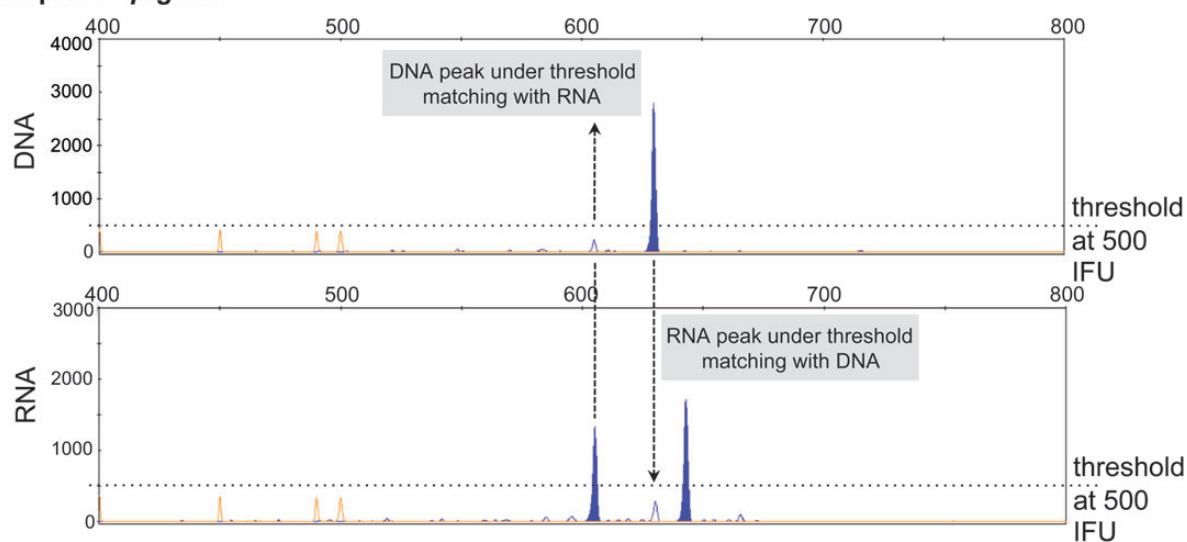 400 500 600 700 800
4000
3000
2000
1000
0
DNA
DNA peak under threshold
matching with RNA
threshold
at 500
IFU
400 500 600 700 800
3000
2000
1000
0
RNA
RNA peak under threshold
matching with DNA
threshold
at 500
IFU